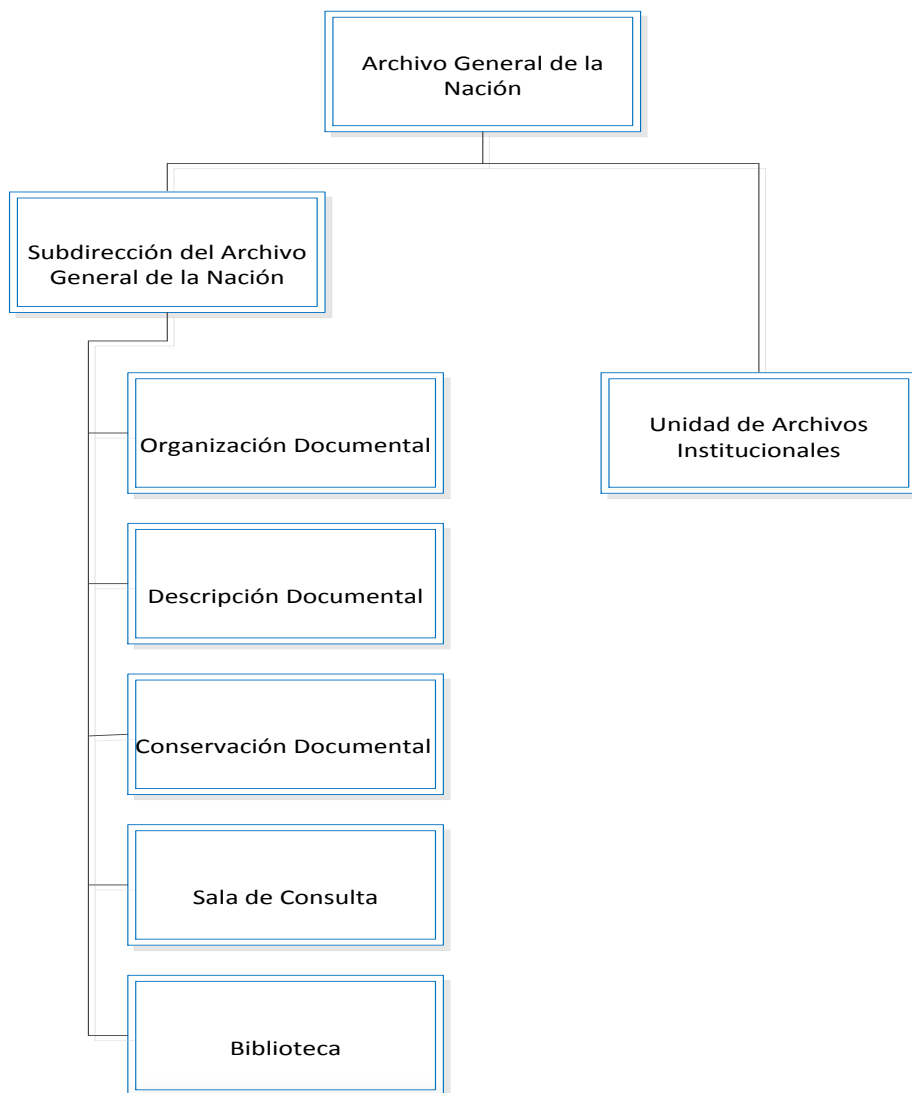 Archivo General de la
Nación
Subdirección del Archivo
General de la Nación
Organización Documental
Unidad de Archivos
Institucionales
Descripción Documental
Conservación Documental
Sala de Consulta
Biblioteca